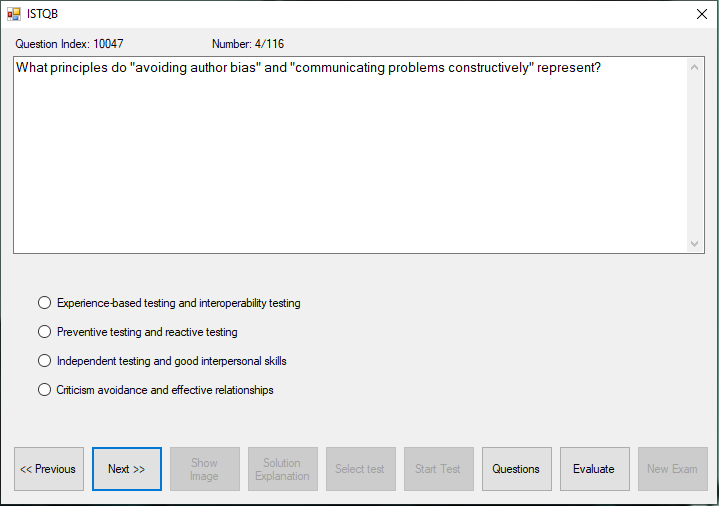 ISTQB
Question Index: 10047 Number: 4/116
What principles do "avoiding author bias" and "communicating problems constructively" represent?
Experience-based testing and interoperability testing
Preventive testing and reactive testing
Independent testing and good interpersonal skills
Criticism avoidance and effective relationships
<< Previous Next >> Show Image Solution Explanation Select test Start Test Questions Evaluate New Exam